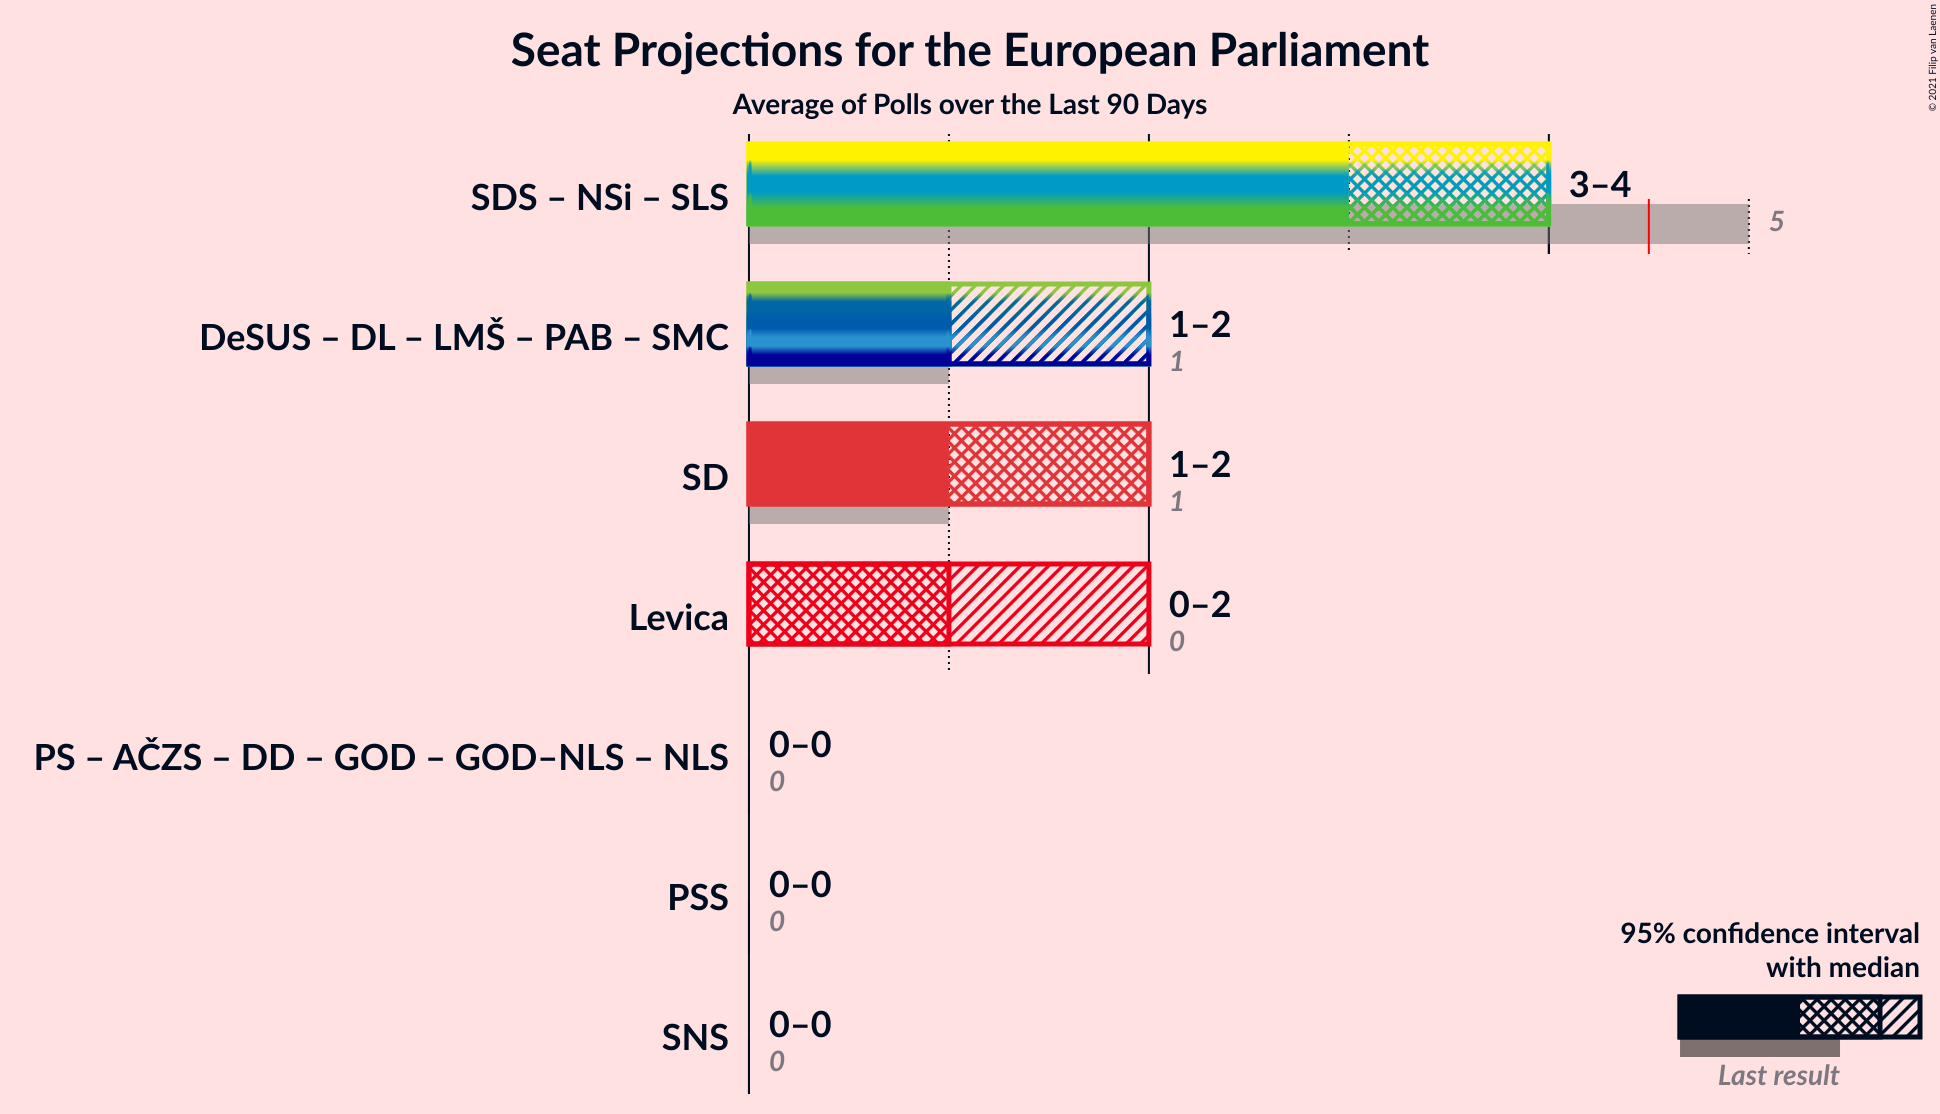 Seat Projections for the European Parliament
Average of Polls over the Last 90 Days
© 2021 Filip van Laenen
SDS – NSi – SLS
3–4
5
DeSUS – DL – LMŠ – PAB – SMC
1–2
1
SD
1–2
1
Levica
0–2
0
PS – AČZS – DD – GOD – GOD–NLS – NLS
0–0
0
PSS
0–0
0
SNS
0–0
0
95% confidence interval
with median
Last result